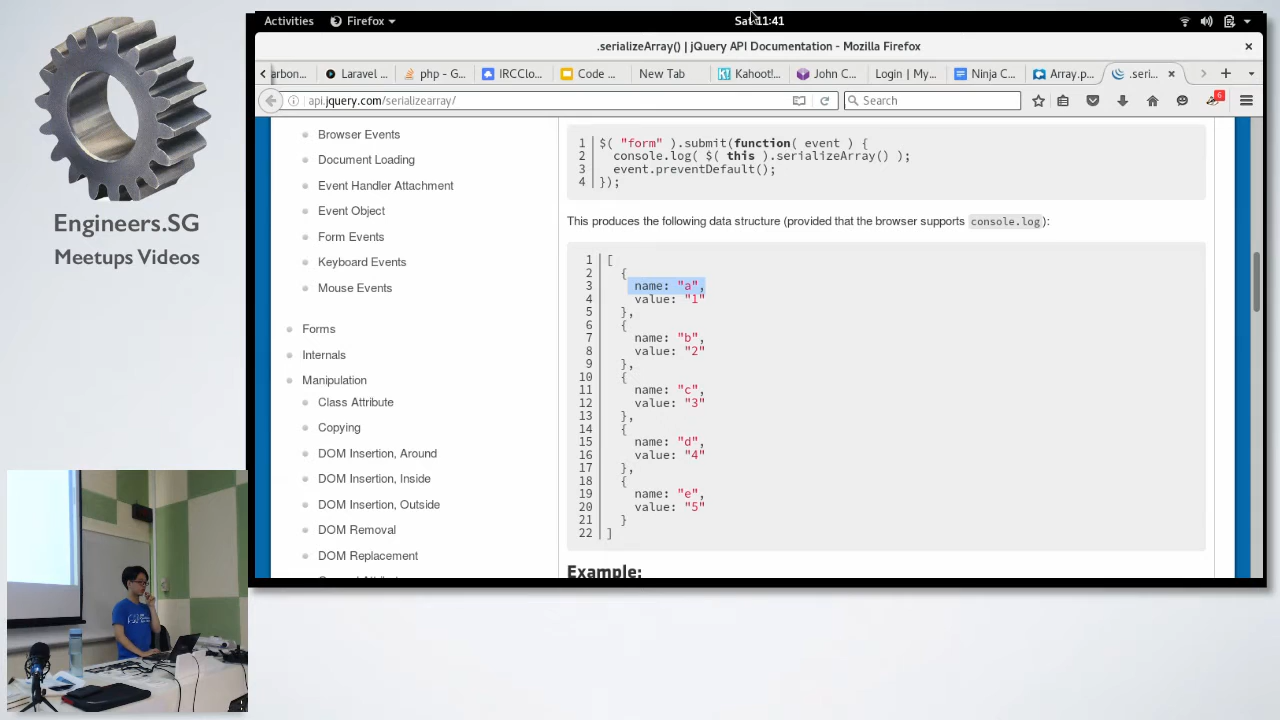 Engineers.SG
Meetups Videos
Activities
Firefox
Sat 11:41
.serializeArray() | jQuery API Documentation - Mozilla Firefox
arbon...
Laravel ...
php - G...
IRCClo...
Code ...
New Tab
Kahoot!...
John C...
Login | My...
Ninja C...
Array.p...
.seri...
api.jquery.com/serializearray/
Search
6
Browser Events
Document Loading
Event Handler Attachment
Event Object
Form Events
Keyboard Events
Mouse Events
Forms
Internals
Manipulation
Class Attribute
Copying
DOM Insertion, Around
DOM Insertion, Inside
DOM Insertion, Outside
DOM Removal
DOM Replacement
1 $( "form" ).submit(function( event ) {
2 console.log( $( this ).serializeArray() );
3 event.preventDefault();
4 });
This produces the following data structure (provided that the browser supports console.log):
1 [
2 {
3 name: "a",
4 value: "1"
5 },
6 {
7 name: "b",
8 value: "2"
9 },
10 {
11 name: "c",
12 value: "3"
13 },
14 {
15 name: "d",
16 value: "4"
17 },
18 {
19 name: "e",
20 value: "5"
21 }
22 ]
Example: